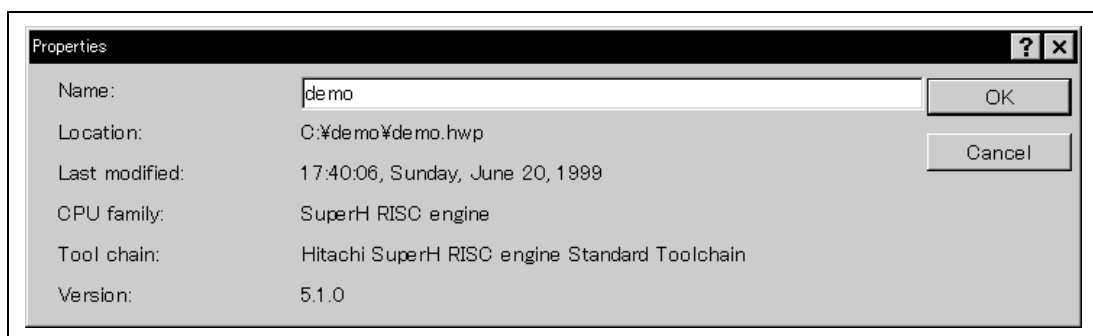 Properties
Name: demo
OK
Location: C:¥demo¥demo.hwp
Cancel
Last modified: 17:40:06, Sunday, June 20, 1999
CPU family: SuperH RISC engine
Tool chain: Hitachi SuperH RISC engine Standard Toolchain
Version: 5.1.0